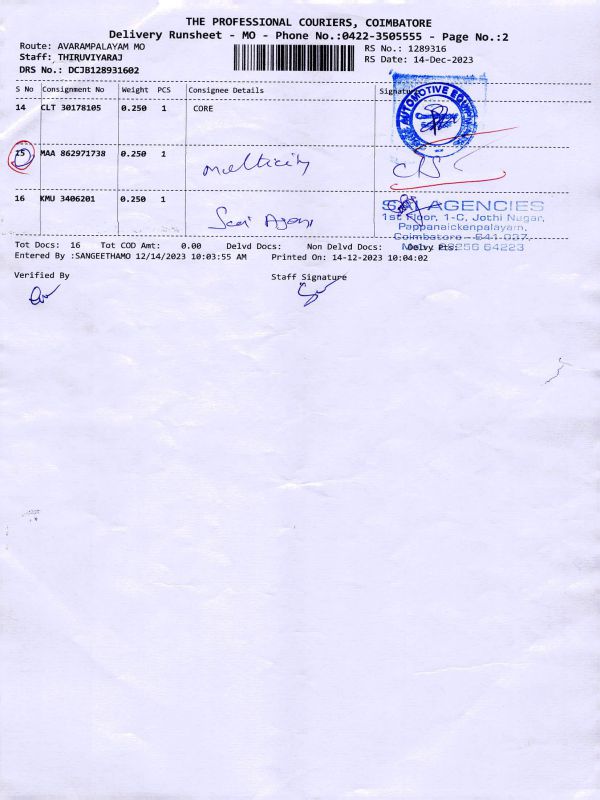 THE PROFESSIONAL COURIERS, COIMBATORE
Delivery Runsheet - MO - Phone No.:0422-3505555 - Page No.:2
Route: AVARAMPALAYAM MO
RS No.: 1289316
Staff: THIRUVIYARAJ
RS Date: 14-Dec-2023
DRS No.: DCJB128931602
S No Consignment No Weight PCS Consignee Details Signature
14 CLT 30178105 0.250 1 CORE
AUTOMOTIVE
15 MAA 862971738 0.250 1 Multicity
16 KMU 3406201 0.250 1
SAI AGENCIES
1st Floor, 1-C, Jothi Nagar,
Pappanaickenpalayam,
Coimbatore - 641 037.
Tot Docs: 16 Tot COD Amt: 0.00 Delvd Docs: Non Delvd Docs: Delvy Pts:
Entered By :SANGEETHAMO 12/14/2023 10:03:55 AM Printed On: 14-12-2023 10:04:02
Verified By Staff Signature